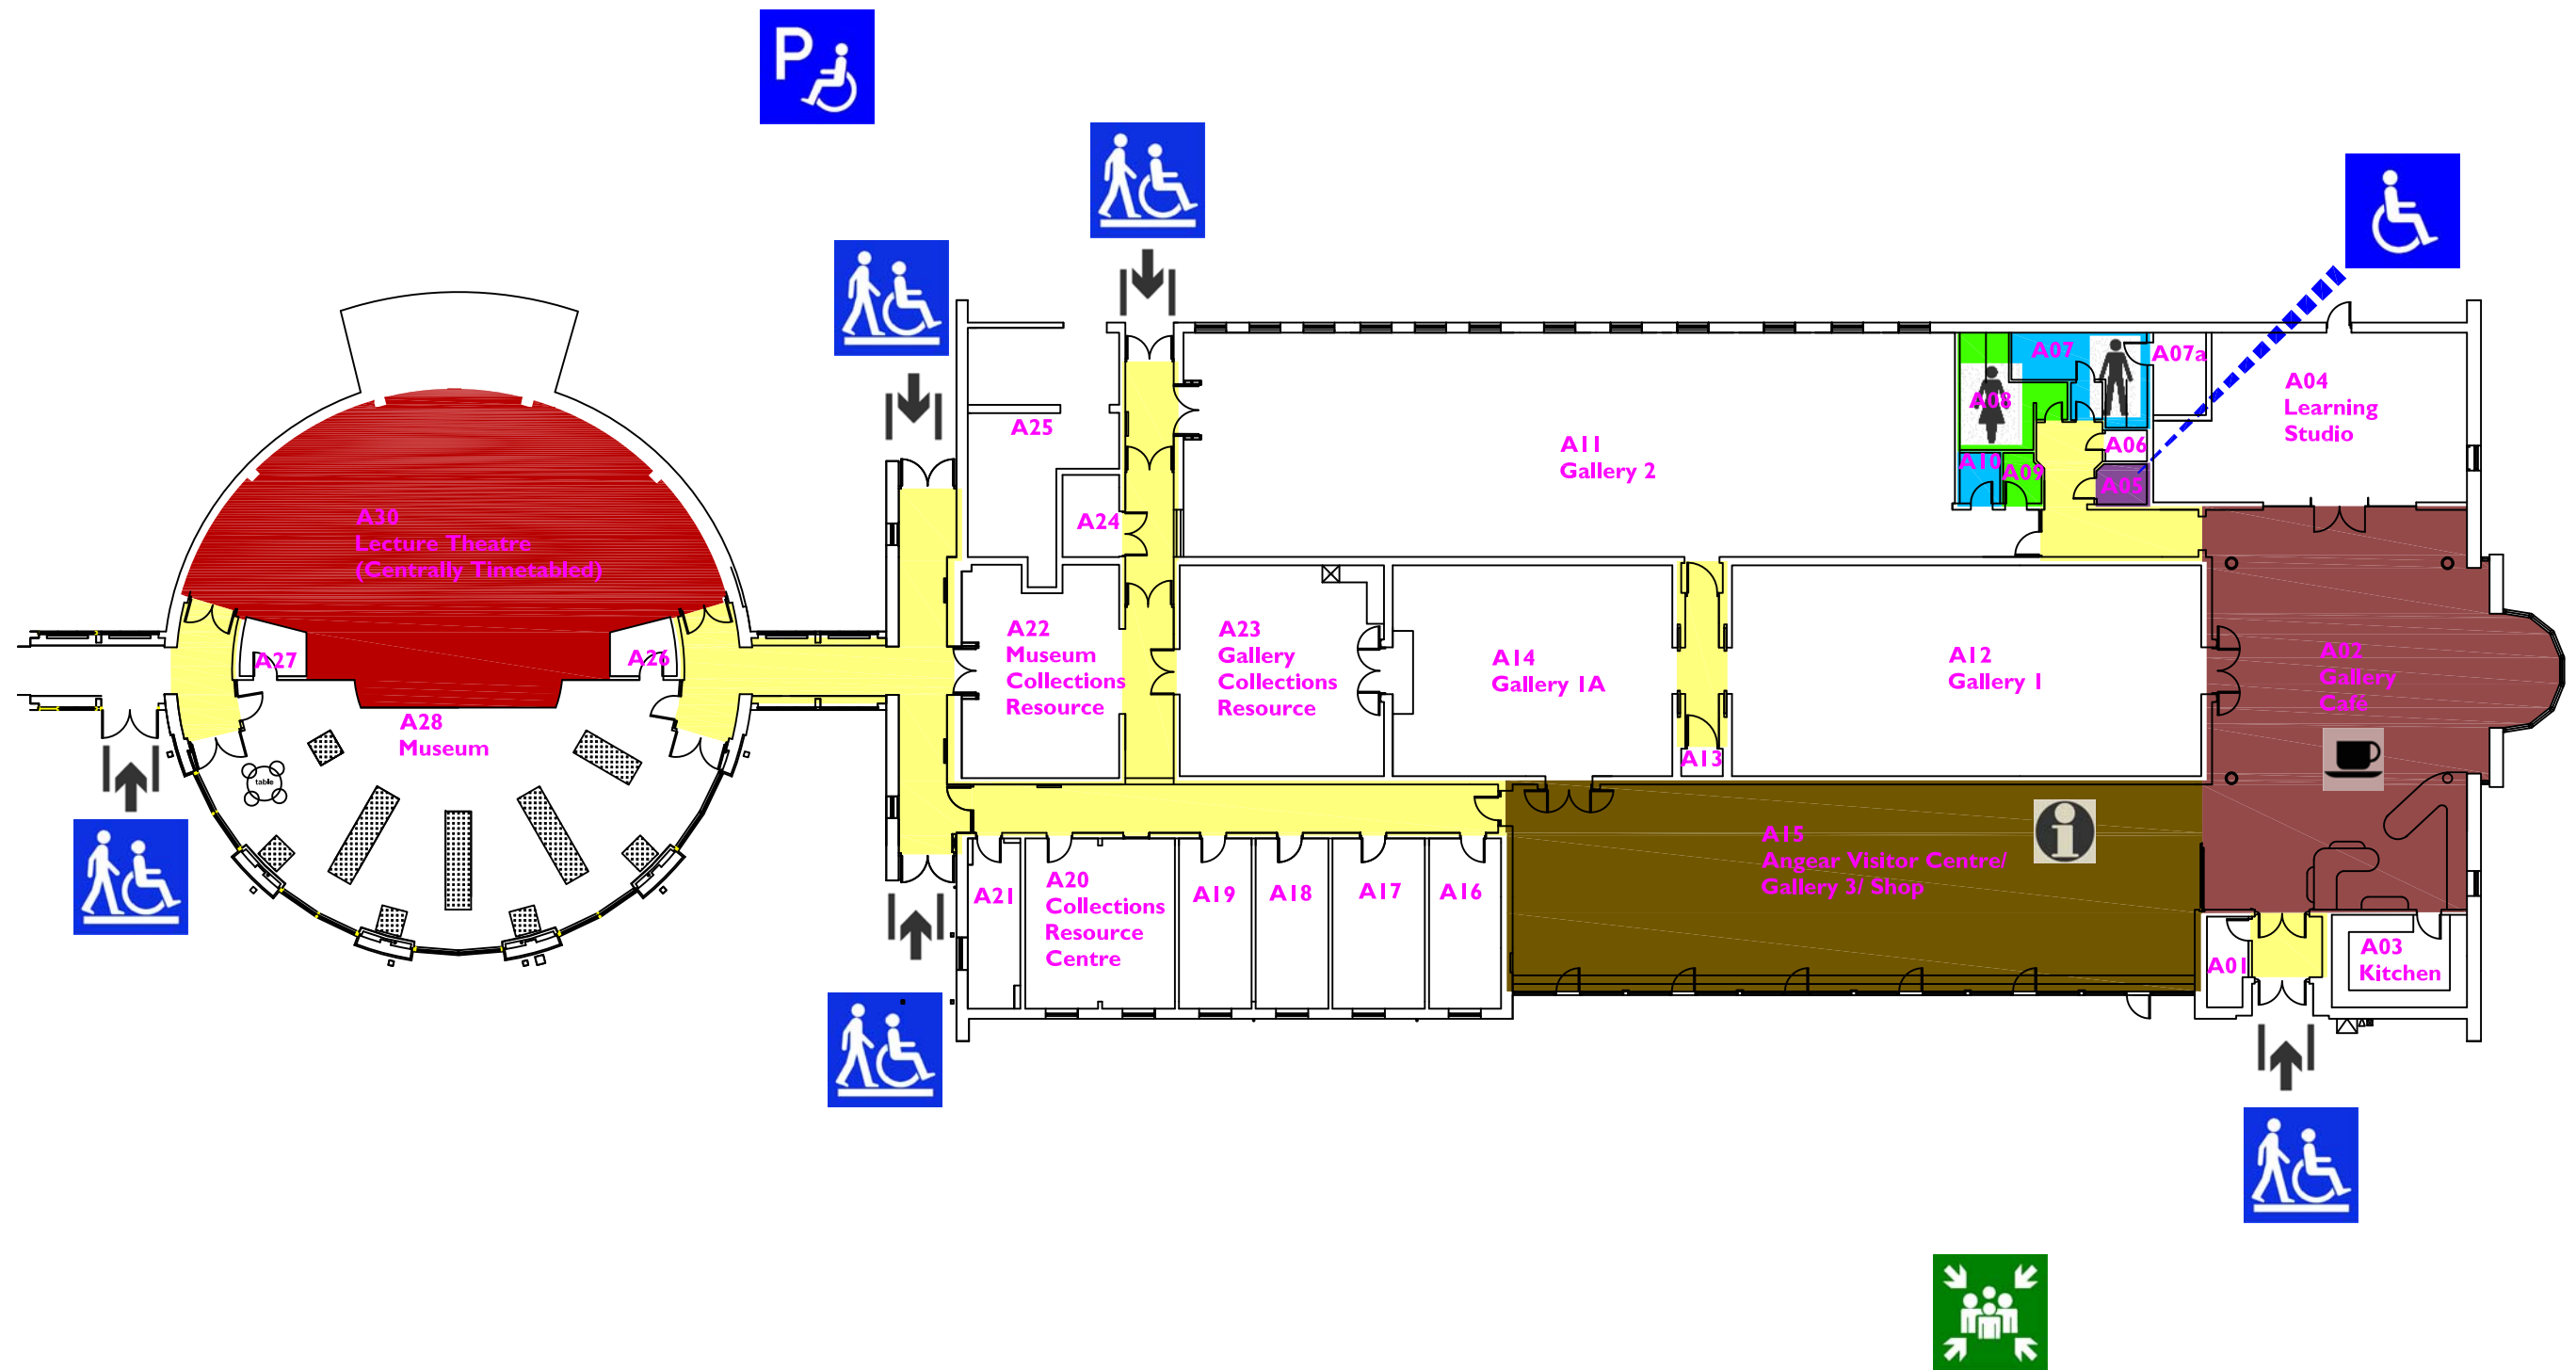 P
A07
A07a
A04
Learning
Studio
A08
A25
A11
Gallery 2
A06
A10
A09
A05
A24
A30
Lecture Theatre
(Centrally Timetabled)
A27
A26
A22
Museum
Collections
Resource
A23
Gallery
Collections
Resource
A14
Gallery 1A
A12
Gallery 1
A02
Gallery
Café
A28
Museum
A13
table
i
A15
Angear Visitor Centre/
Gallery 3/ Shop
A21
A20
Collections
Resource
Centre
A19
A18
A17
A16
A01
A03
Kitchen